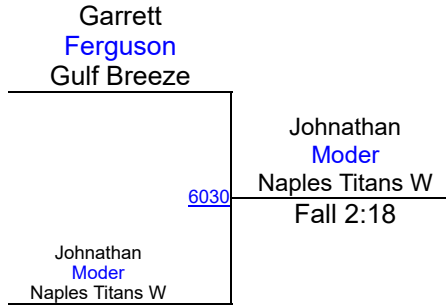 Garrett
Ferguson
Gulf Breeze
Johnathan
Moder
Naples Titans W
6030
Fall 2:18
Johnathan
Moder
Naples Titans W